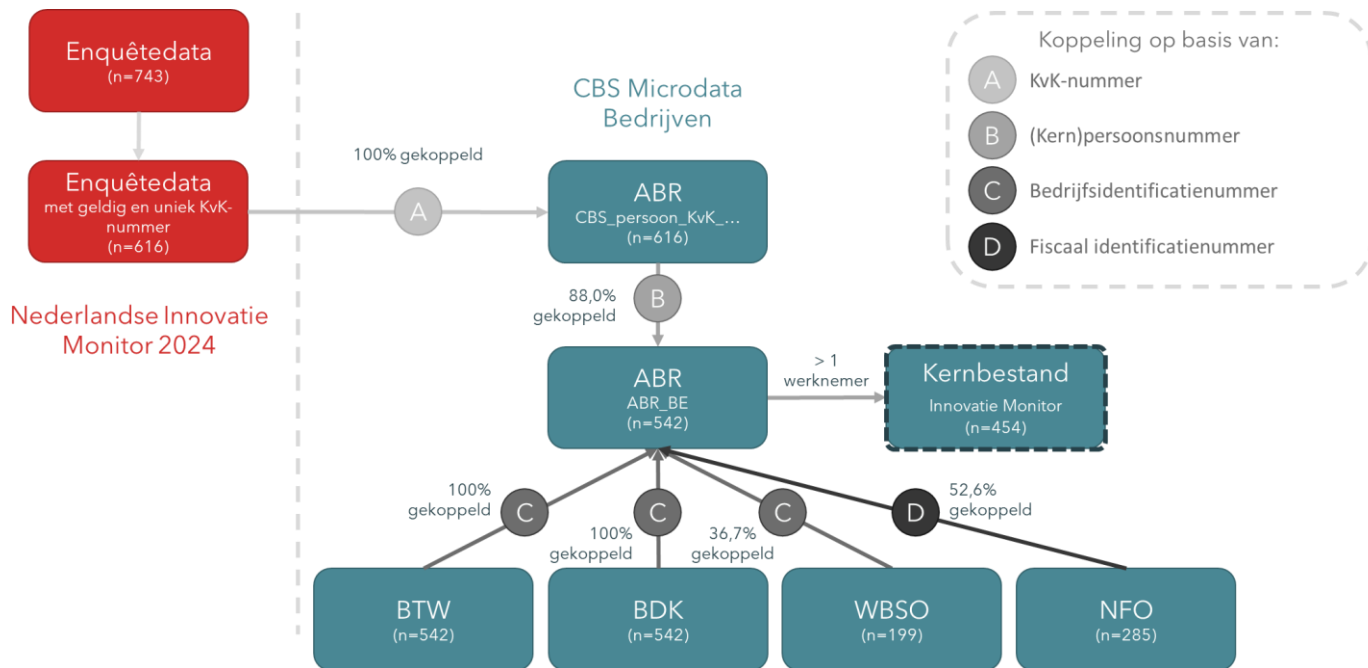 Enquêtedata
(n=743)
Enquêtedata
met geldig en uniek KvK-
nummer
(n=616)
Nederlandse Innovatie
Monitor 2024
CBS Microdata
Bedrijven
100% gekoppeld
A
ABR
CBS_persoon_KvK_...
(n=616)
88,0%
gekoppeld
B
ABR
ABR_BE
(n=542)
> 1
werknemer
Kernbestand
Innovatie Monitor
(n=454)
100%
gekoppeld
C
100%
gekoppeld
C
36,7%
gekoppeld
C
D
52,6%
gekoppeld
BTW
(n=542)
BDK
(n=542)
WBSO
(n=199)
NFO
(n=285)
Koppeling op basis van:
A KvK-nummer
B (Kern)persoonsnummer
C Bedrijfsidentificatienummer
D Fiscaal identificatienummer